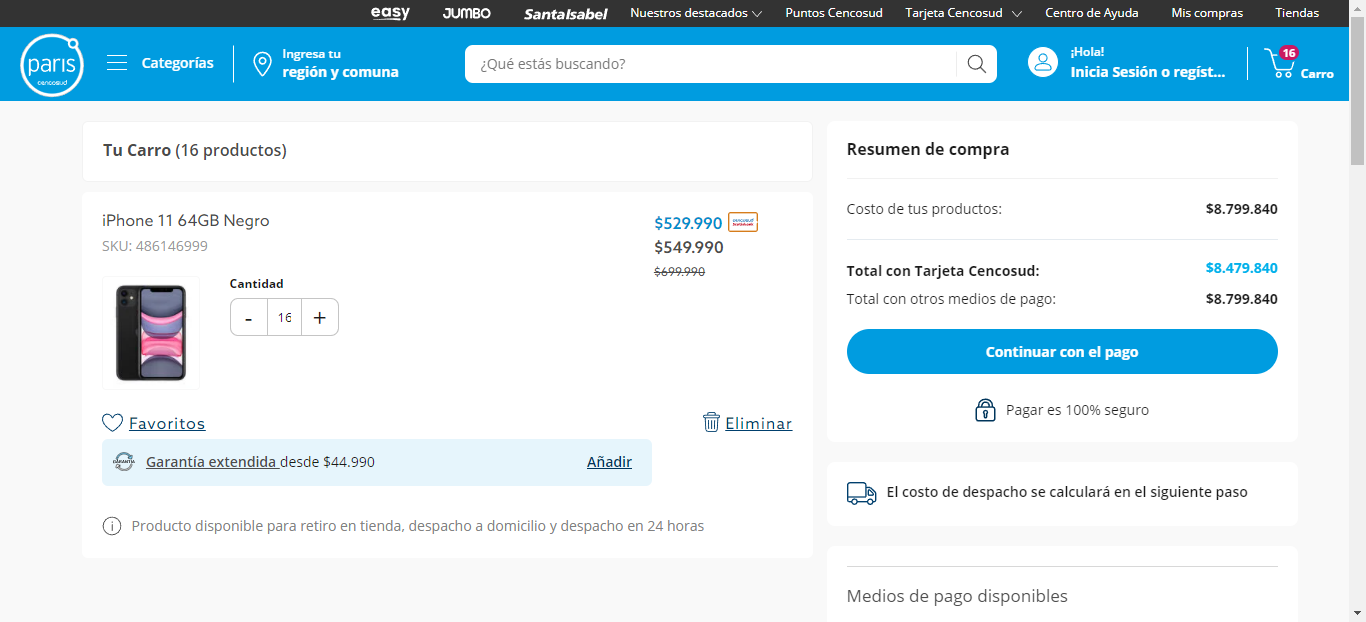 easy JUMBO SantaIsabel Nuestros destacados Puntos Cencosud Tarjeta Cencosud Centro de Ayuda Mis compras Tiendas
paris
cencosud
Categorías
Ingresa tu
región y comuna
¿Qué estás buscando?
¡Hola!
Inicia Sesión o regíst...
16
Carro
Tu Carro (16 productos)
iPhone 11 64GB Negro
SKU: 486146999
$529.990
$549.990
$699.990
Cantidad
- 16 +
Favoritos
Eliminar
GARANTÍA
Garantía extendida desde $44.990
Añadir
Producto disponible para retiro en tienda, despacho a domicilio y despacho en 24 horas
Resumen de compra
Costo de tus productos: $8.799.840
Total con Tarjeta Cencosud: $8.479.840
Total con otros medios de pago: $8.799.840
Continuar con el pago
Pagar es 100% seguro
El costo de despacho se calculará en el siguiente paso
Medios de pago disponibles